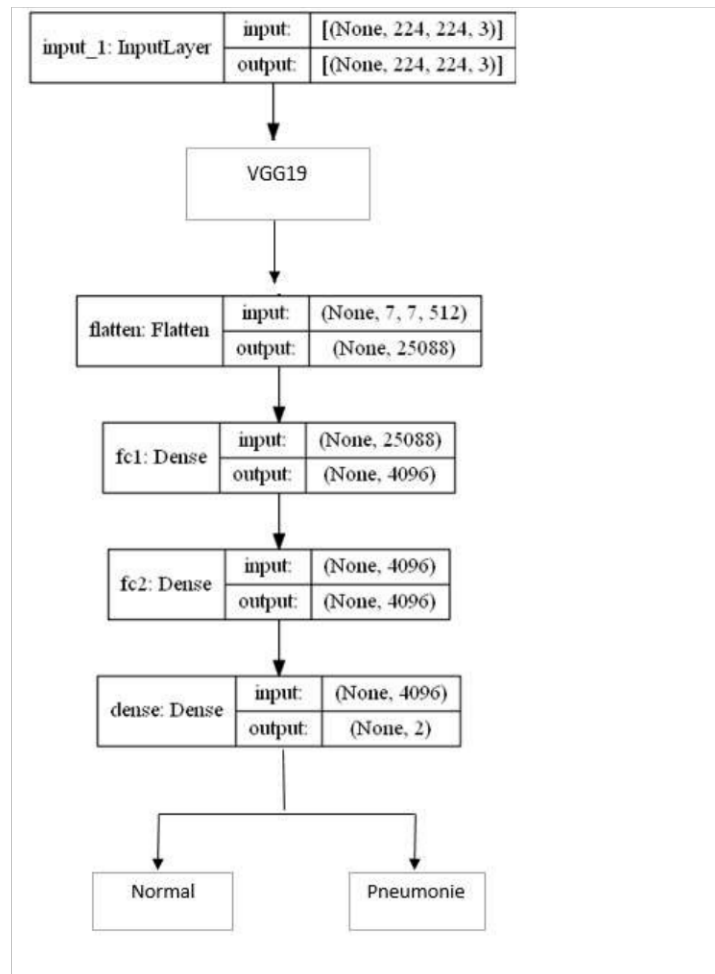 input_1: InputLayer
input: [(None, 224, 224, 3)]
output: [(None, 224, 224, 3)]
VGG19
flatten: Flatten
input: (None, 7, 7, 512)
output: (None, 25088)
fc1: Dense
input: (None, 25088)
output: (None, 4096)
fc2: Dense
input: (None, 4096)
output: (None, 4096)
dense: Dense
input: (None, 4096)
output: (None, 2)
Normal
Pneumonie